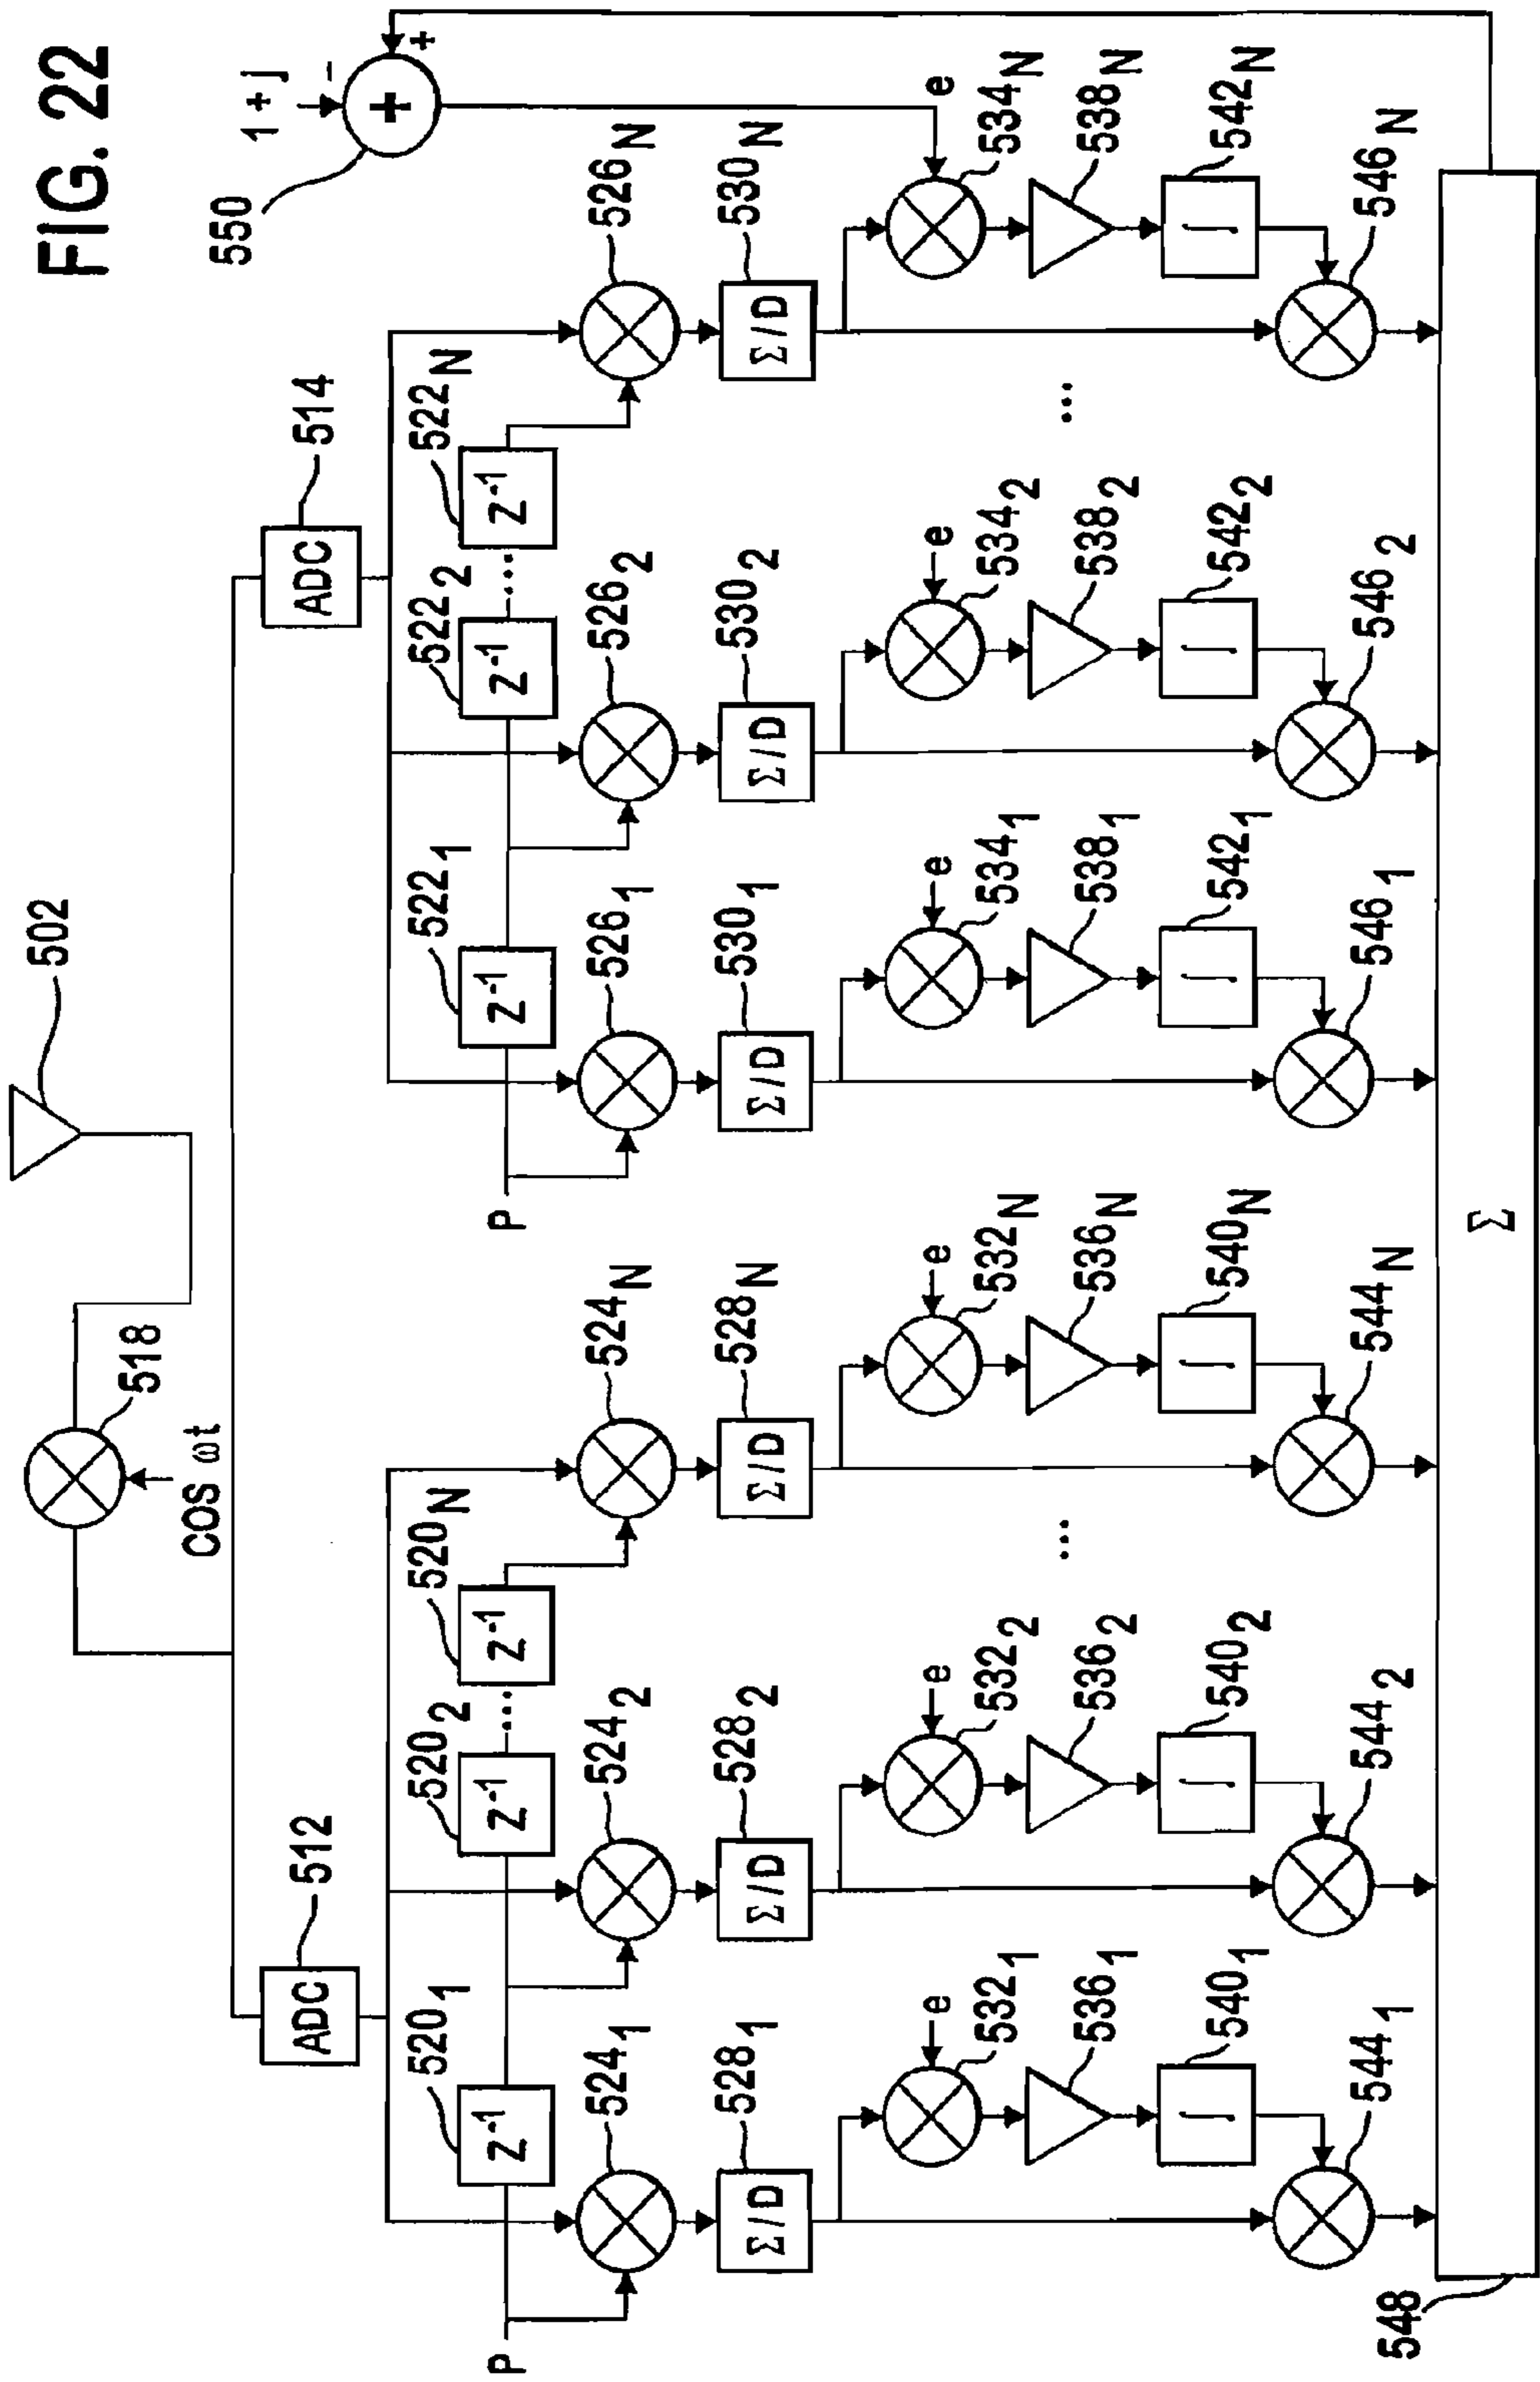 FIG. 22
1+j
−
+
+
550
502
518
COS ωt
512
ADC
514
ADC
520₁
520₂
520N
522₁
522₂
522N
P
Z⁻¹
Z⁻¹
....
Z⁻¹
P
Z⁻¹
Z⁻¹
....
Z⁻¹
524₁
524₂
524N
526₁
526₂
526N
528₁
528₂
528N
530₁
530₂
530N
Σ/D
Σ/D
Σ/D
Σ/D
Σ/D
Σ/D
e
e
e
e
e
e
532₁
532₂
532N
534₁
534₂
534N
536₁
536₂
...
536N
538₁
538₂
...
538N
∫
∫
∫
∫
∫
∫
540₁
540₂
540N
542₁
542₂
542N
544₁
544₂
544N
546₁
546₂
546N
548
Σ